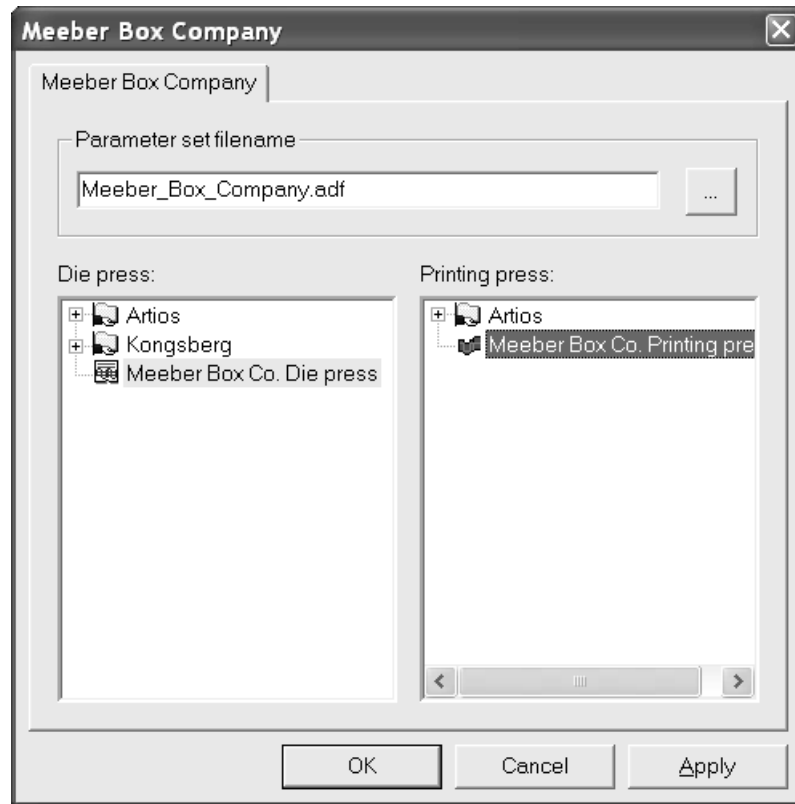 Meeber Box Company
Meeber Box Company
Parameter set filename
Meeber_Box_Company.adf
...
Die press:
Artios
Kongsberg
Meeber Box Co. Die press
Printing press:
Artios
Meeber Box Co. Printing pre
OK
Cancel
Apply